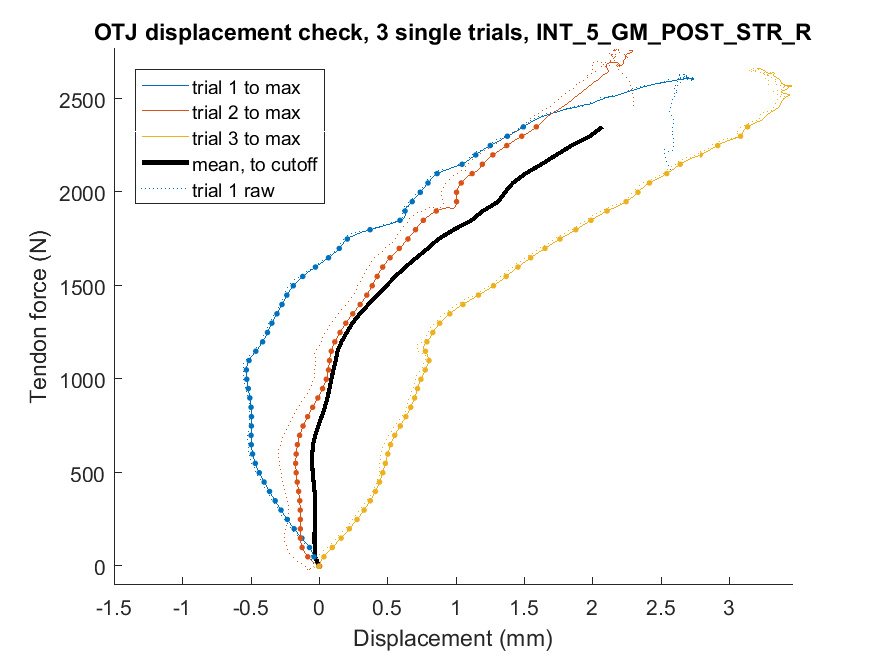 OTJ displacement check, 3 single trials, INT_5_GM_POST_STR_R
trial 1 to max
trial 2 to max
trial 3 to max
mean, to cutoff
trial 1 raw
2500
2000
1500
1000
500
0
Tendon force (N)
-1.5 -1 -0.5 0 0.5 1 1.5 2 2.5 3
Displacement (mm)